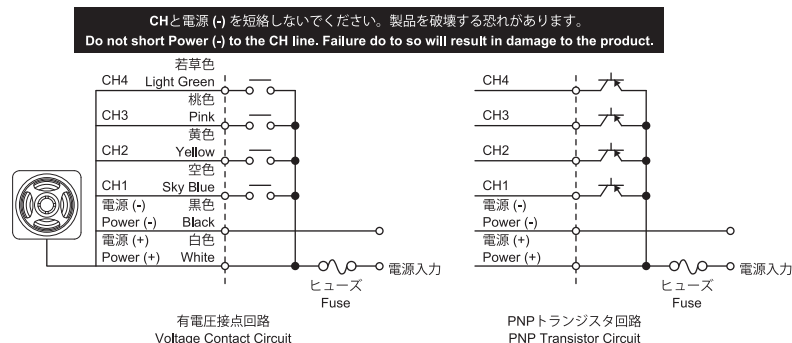 CHと電源 (-) を短絡しないでください。製品を破壊する恐れがあります。
Do not short Power (-) to the CH line. Failure do to so will result in damage to the product.
若草色
CH4 Light Green
桃色
CH3 Pink
黄色
CH2 Yellow
空色
CH1 Sky Blue
電源 (-) 黒色
Power (-) Black
電源 (+) 白色
Power (+) White
電源入力
ヒューズ
Fuse
有電圧接点回路
Voltage Contact Circuit
CH4
CH3
CH2
CH1
電源 (-)
Power (-)
電源 (+)
Power (+)
電源入力
ヒューズ
Fuse
PNPトランジスタ回路
PNP Transistor Circuit